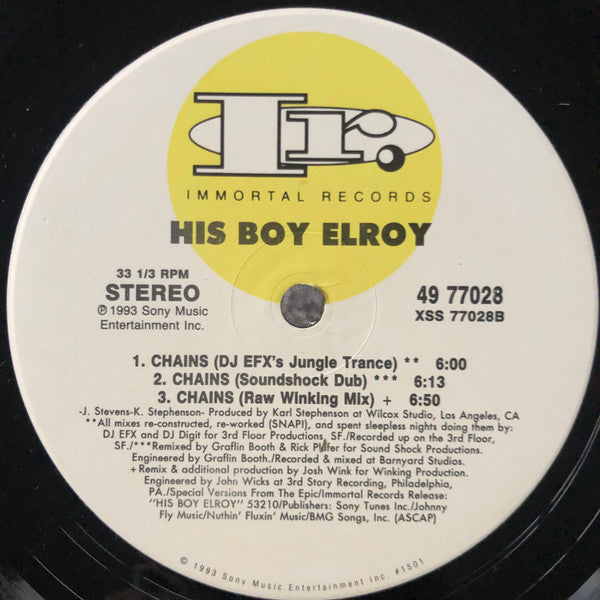 Ir
IMMORTAL RECORDS
HIS BOY ELROY
33 1/3 RPM
STEREO
℗ 1993 Sony Music
Entertainment Inc.
49 77028
XSS 77028B
1. CHAINS (DJ EFX's Jungle Trance) ** 6:00
2. CHAINS (Soundshock Dub) *** 6:13
3. CHAINS (Raw Winking Mix) + 6:50
-J. Stevens-K. Stephenson- Produced by Karl Stephenson at Wilcox Studio, Los Angeles, CA
**All mixes re-constructed, re-worked (SNAP!), and spent sleepless nights doing them by:
DJ EFX and DJ Digit for 3rd Floor Productions, SF./Recorded up on the 3rd Floor,
SF./***Remixed by Graflin Booth & Rick Pfifer for Sound Shock Productions.
Engineered by Graflin Booth./Recorded & mixed at Barnyard Studios.
+Remix & additional production by Josh Wink for Winking Production.
Engineered by John Wicks at 3rd Story Recording, Philadelphia,
PA./Special Versions From The Epic/Immortal Records Release:
"HIS BOY ELROY" 53210/Publishers: Sony Tunes Inc./Johnny
Fly Music/Nuthin' Fluxin' Music/BMG Songs, Inc. (ASCAP)
© 1993 Sony Music Entertainment Inc. #1501